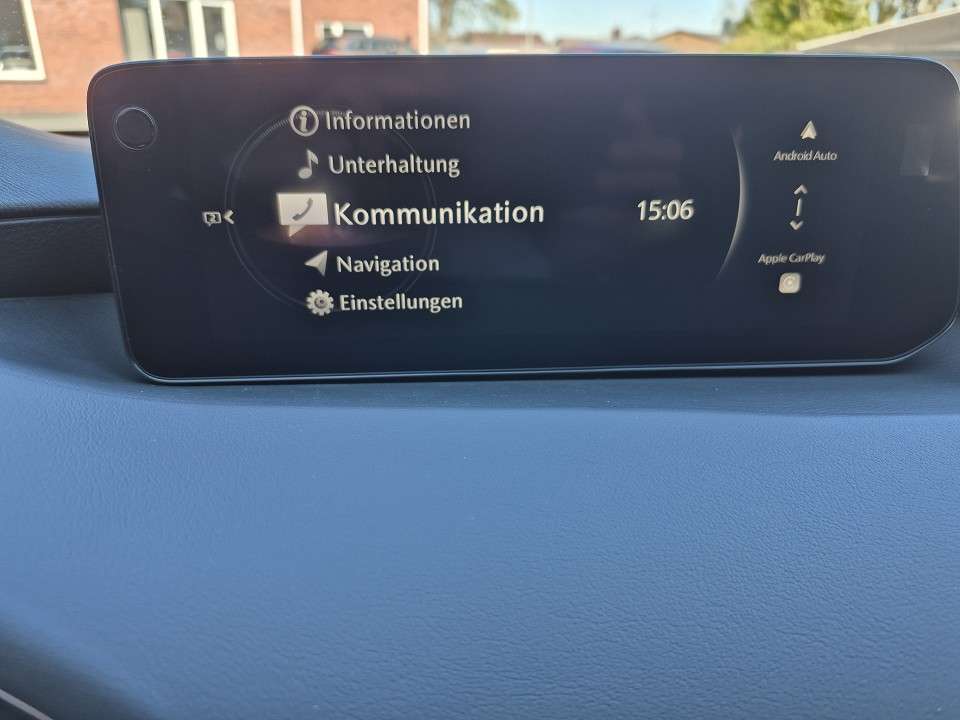 Informationen
Unterhaltung
Kommunikation
15:06
Navigation
Einstellungen
Android Auto
Apple CarPlay